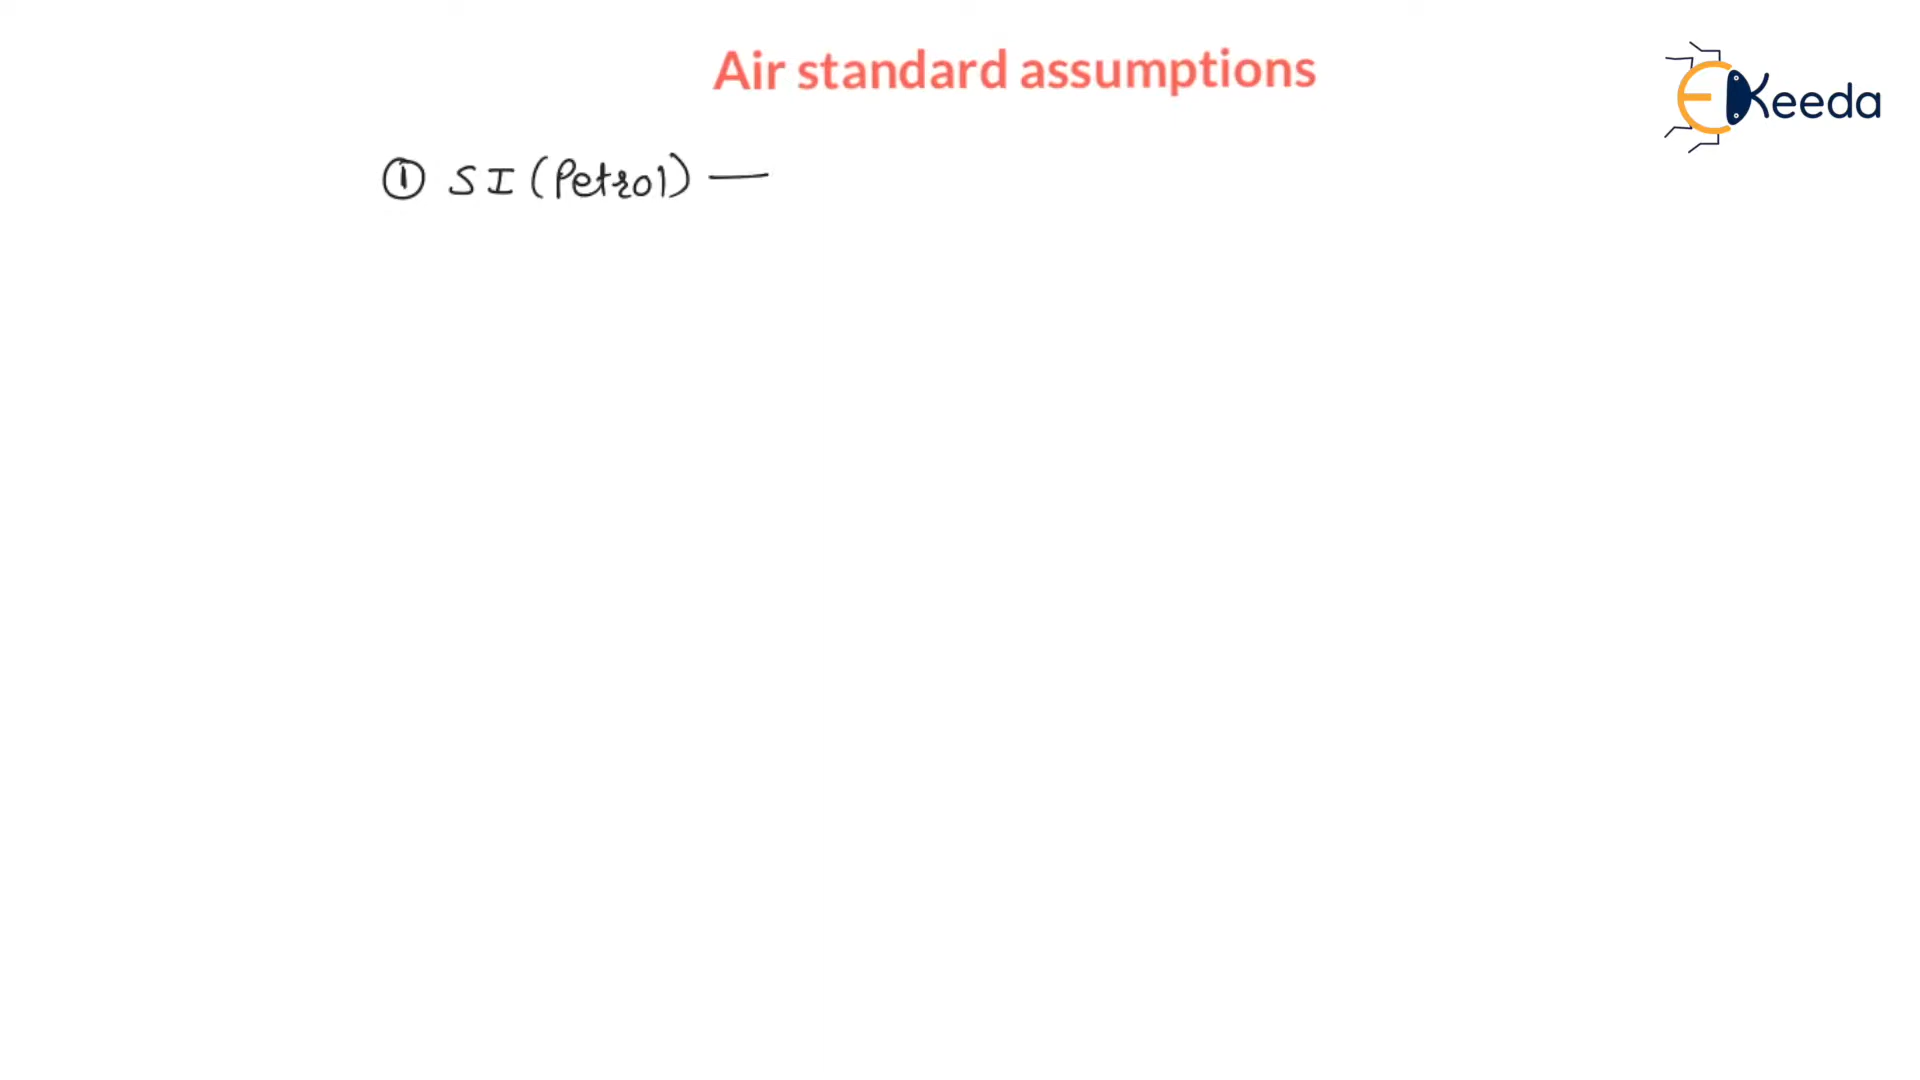 Air standard assumptions
EKeeda
① SI (Petrol) —